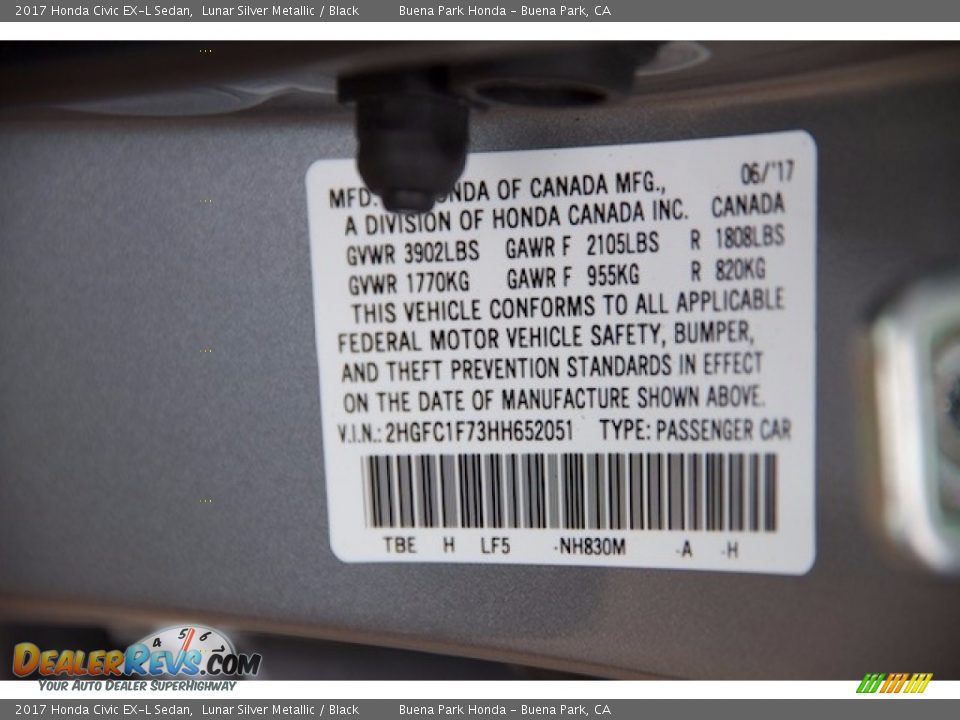 2017 Honda Civic EX-L Sedan, Lunar Silver Metallic / Black Buena Park Honda - Buena Park, CA
06/'17
MFD. NDA OF CANADA MFG.,
A DIVISION OF HONDA CANADA INC. CANADA
GVWR 3902LBS GAWR F 2105LBS R 1808LBS
GVWR 1770KG GAWR F 955KG R 820KG
THIS VEHICLE CONFORMS TO ALL APPLICABLE
FEDERAL MOTOR VEHICLE SAFETY, BUMPER,
AND THEFT PREVENTION STANDARDS IN EFFECT
ON THE DATE OF MANUFACTURE SHOWN ABOVE.
V.I.N.: 2HGFC1F73HH652051 TYPE: PASSENGER CAR
TBE H LF5 -NH830M -A -H
4 5 6
DEALERREVS.COM
YOUR AUTO DEALER SUPERHIGHWAY
2017 Honda Civic EX-L Sedan, Lunar Silver Metallic / Black Buena Park Honda - Buena Park, CA